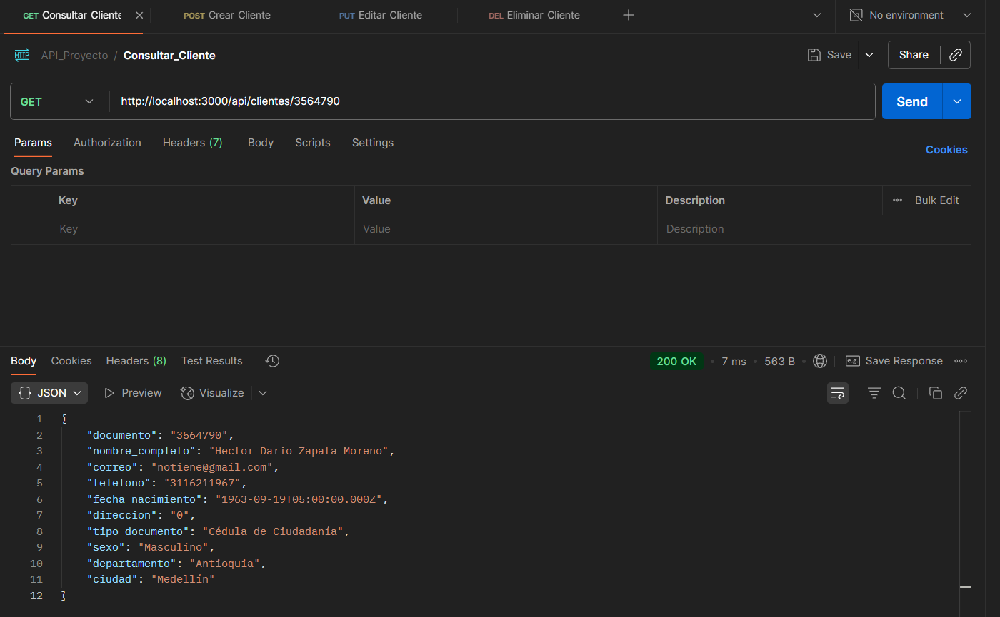 GET Consultar_Cliente POST Crear_Cliente PUT Editar_Cliente DEL Eliminar_Cliente No environment
HTTP API_Proyecto / Consultar_Cliente Save Share
GET http://localhost:3000/api/clientes/3564790 Send
Params Authorization Headers (7) Body Scripts Settings Cookies
Query Params
Key Value Description Bulk Edit
Key Value Description
Body Cookies Headers (8) Test Results 200 OK • 7 ms • 563 B • e.g. Save Response
{} JSON Preview Visualize
1 {
2 "documento": "3564790",
3 "nombre_completo": "Hector Dario Zapata Moreno",
4 "correo": "notiene@gmail.com",
5 "telefono": "3116211967",
6 "fecha_nacimiento": "1963-09-19T05:00:00.000Z",
7 "direccion": "0",
8 "tipo_documento": "Cédula de Ciudadanía",
9 "sexo": "Masculino",
10 "departamento": "Antioquia",
11 "ciudad": "Medellín"
12 }